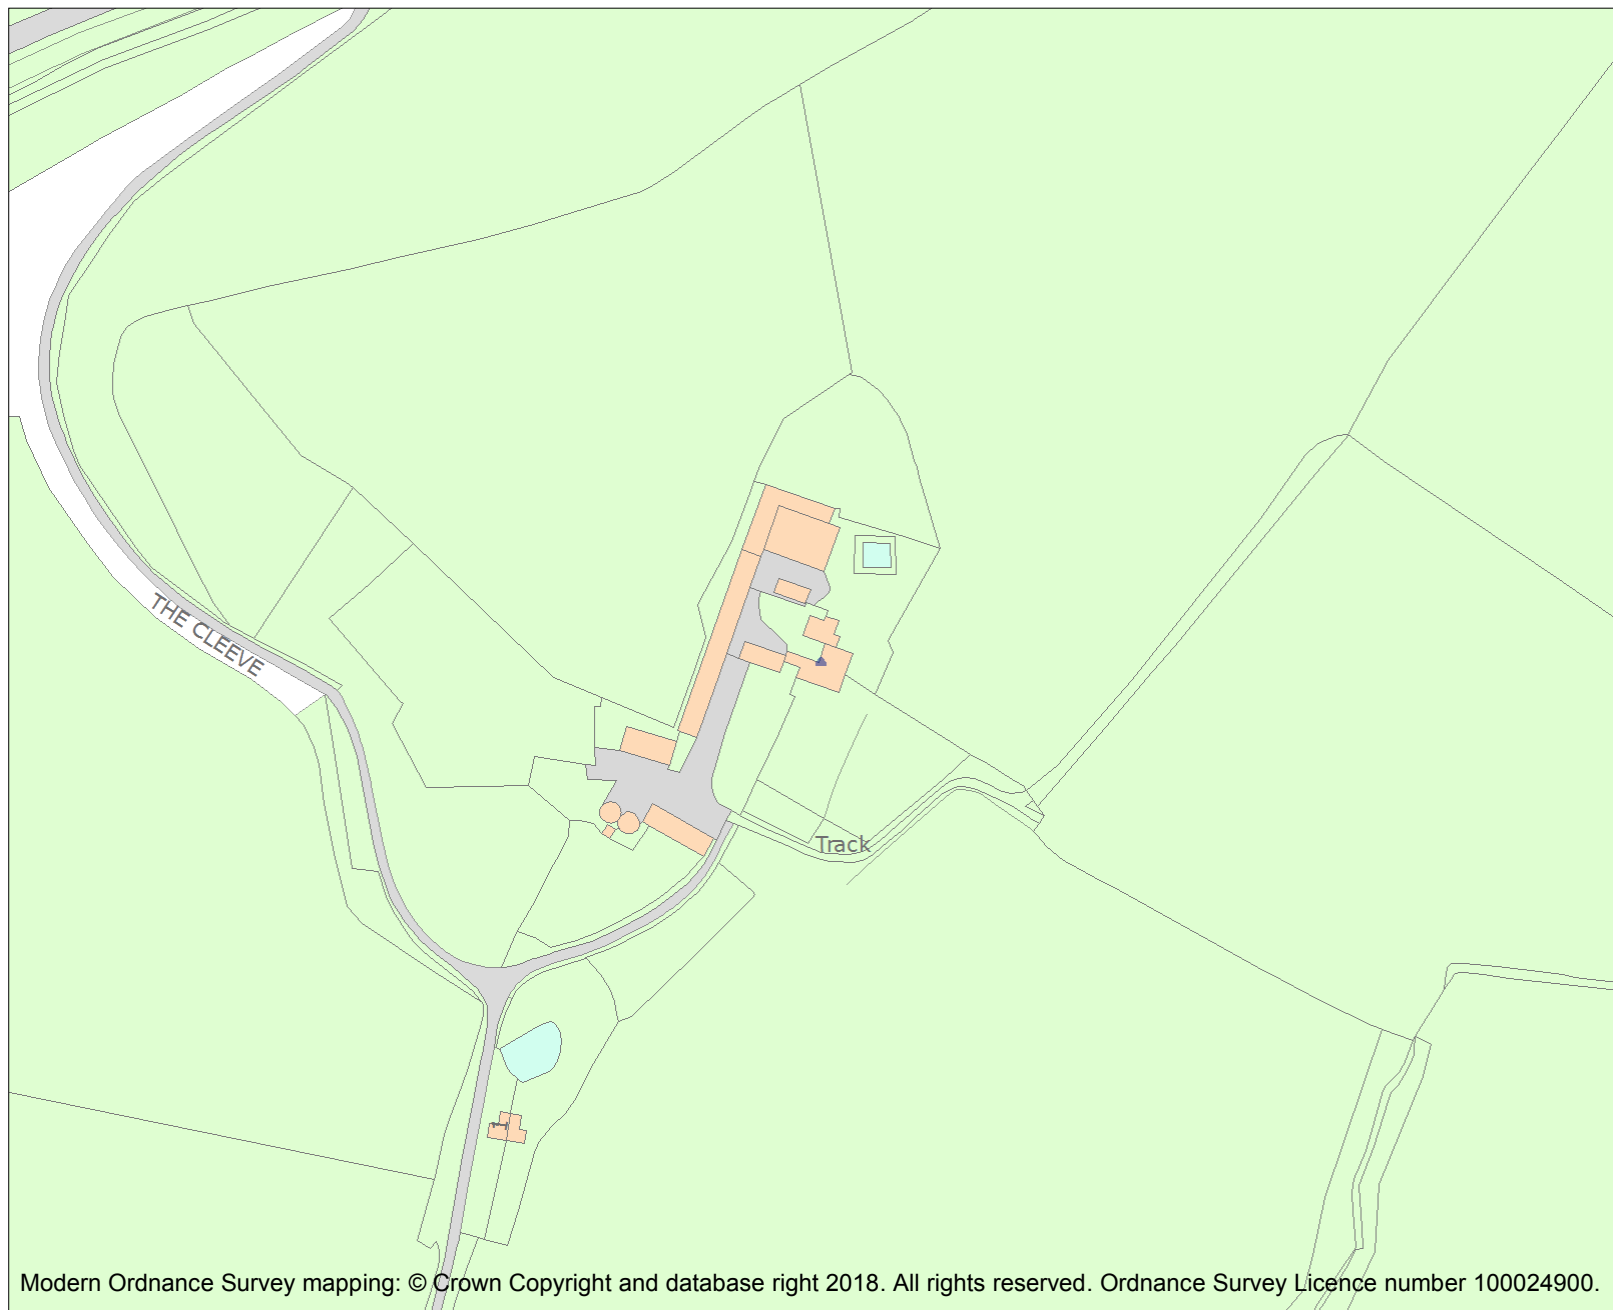 THE CLEEVE
Track
Modern Ordnance Survey mapping: © Crown Copyright and database right 2018. All rights reserved. Ordnance Survey Licence number 100024900.